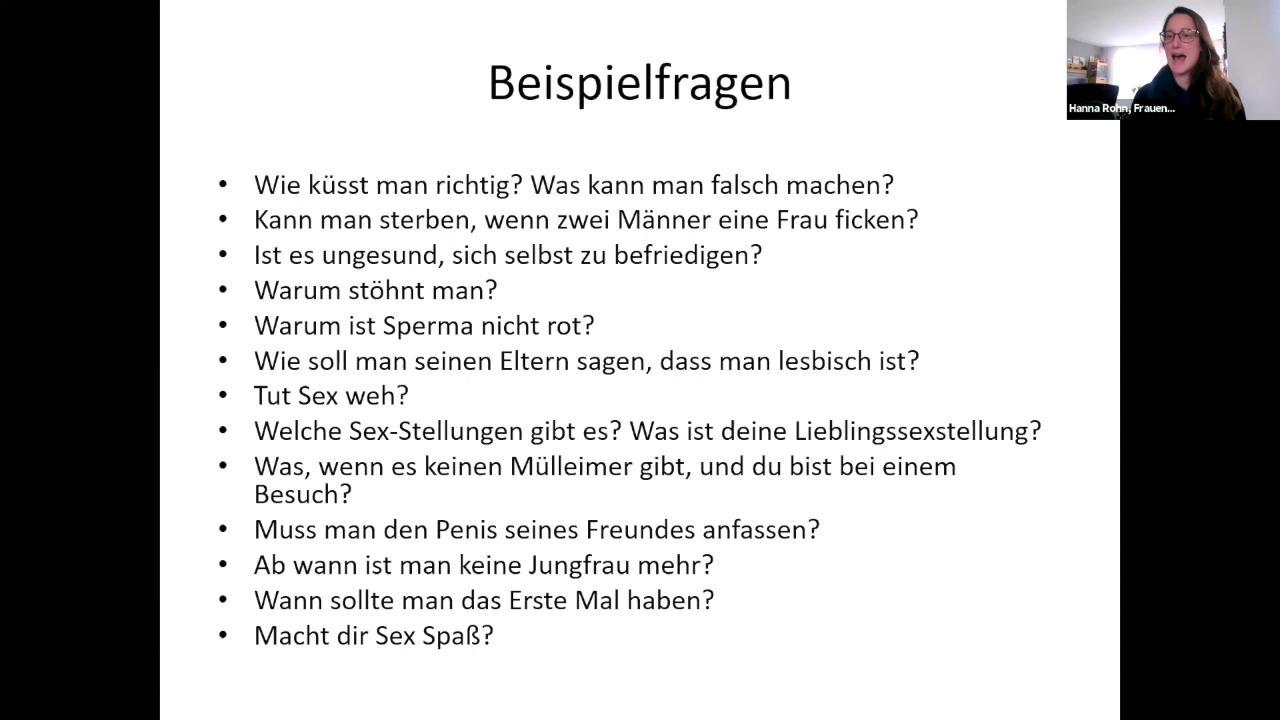 Beispielfragen
Hanna Rohn, Frauen...
• Wie küsst man richtig? Was kann man falsch machen?
• Kann man sterben, wenn zwei Männer eine Frau ficken?
• Ist es ungesund, sich selbst zu befriedigen?
• Warum stöhnt man?
• Warum ist Sperma nicht rot?
• Wie soll man seinen Eltern sagen, dass man lesbisch ist?
• Tut Sex weh?
• Welche Sex-Stellungen gibt es? Was ist deine Lieblingssexstellung?
• Was, wenn es keinen Mülleimer gibt, und du bist bei einem
Besuch?
• Muss man den Penis seines Freundes anfassen?
• Ab wann ist man keine Jungfrau mehr?
• Wann sollte man das Erste Mal haben?
• Macht dir Sex Spaß?